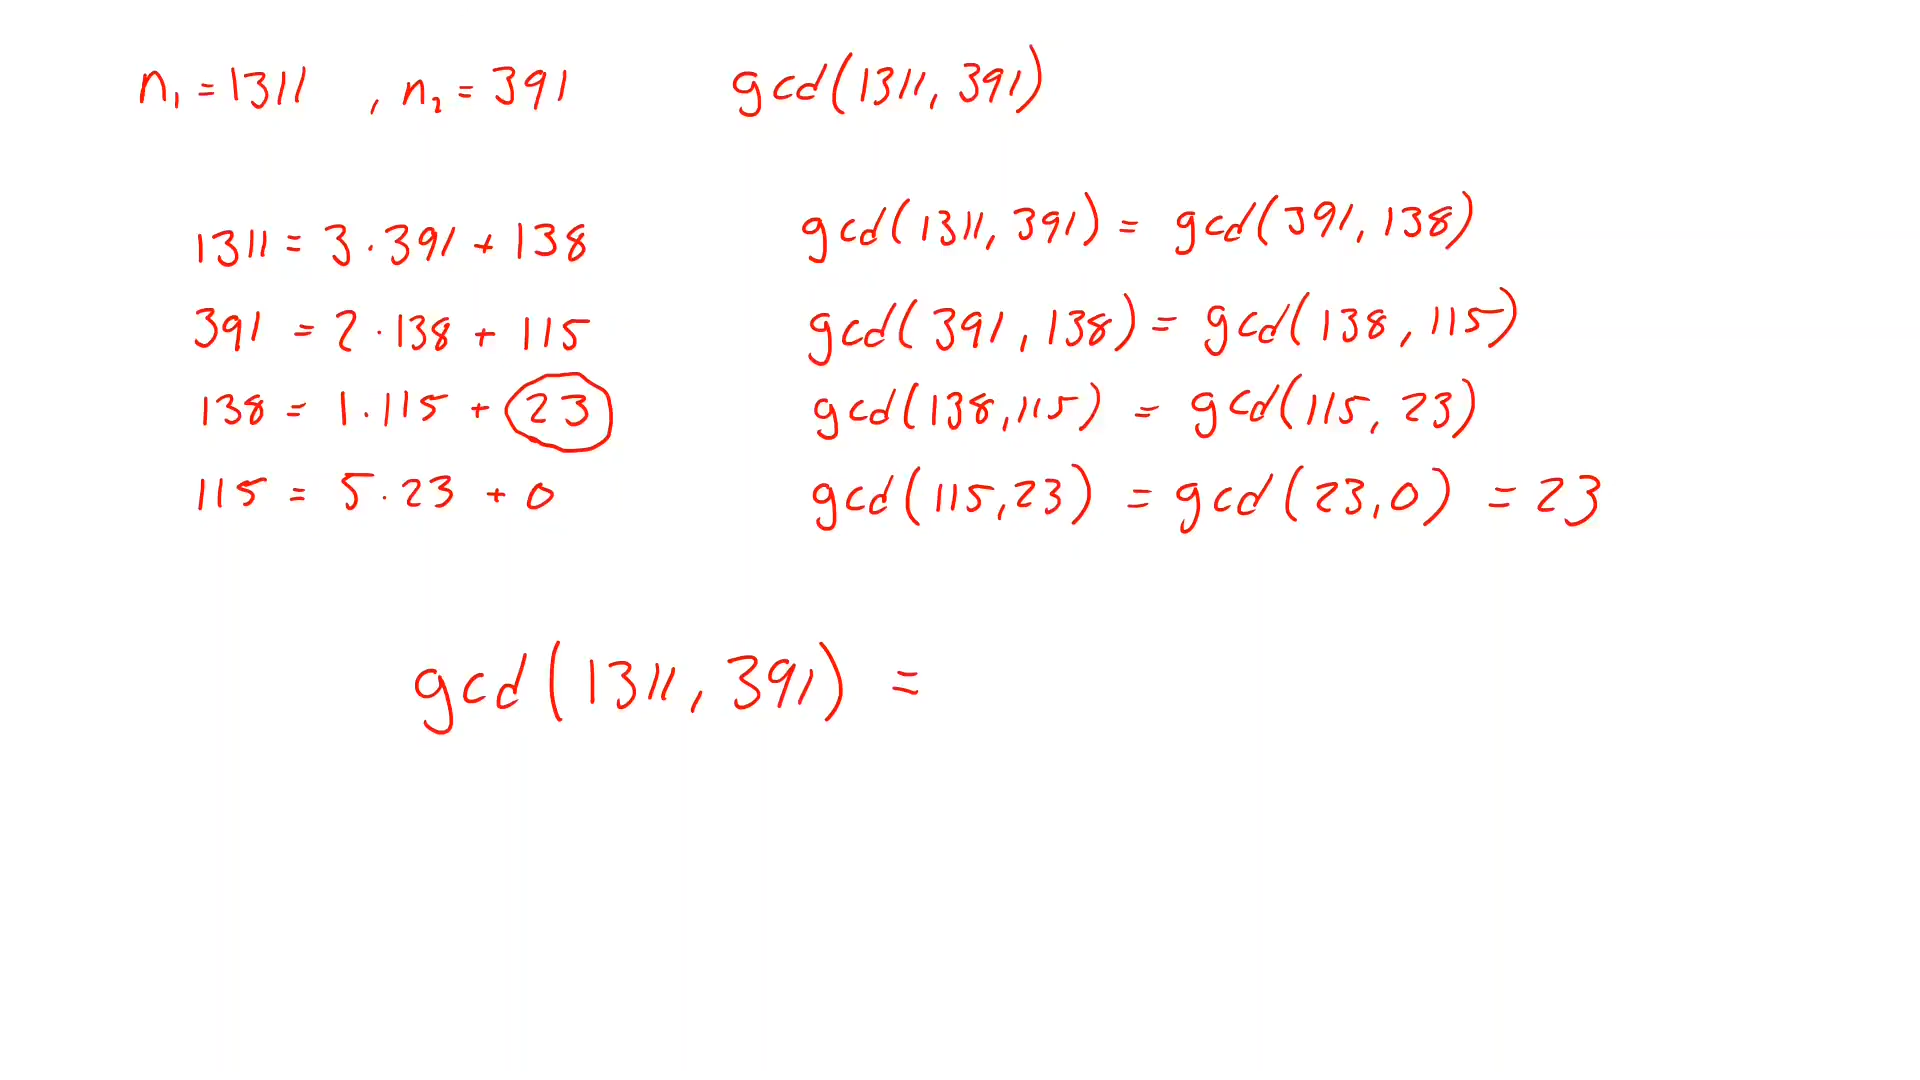 n₁ = 1311 , n₂ = 391 gcd(1311, 391)
1311 = 3 · 391 + 138 gcd(1311, 391) = gcd(391, 138)
391 = 2 · 138 + 115 gcd(391, 138) = gcd(138, 115)
138 = 1 · 115 + 23 gcd(138, 115) = gcd(115, 23)
115 = 5 · 23 + 0 gcd(115, 23) = gcd(23, 0) = 23
gcd(1311, 391) =